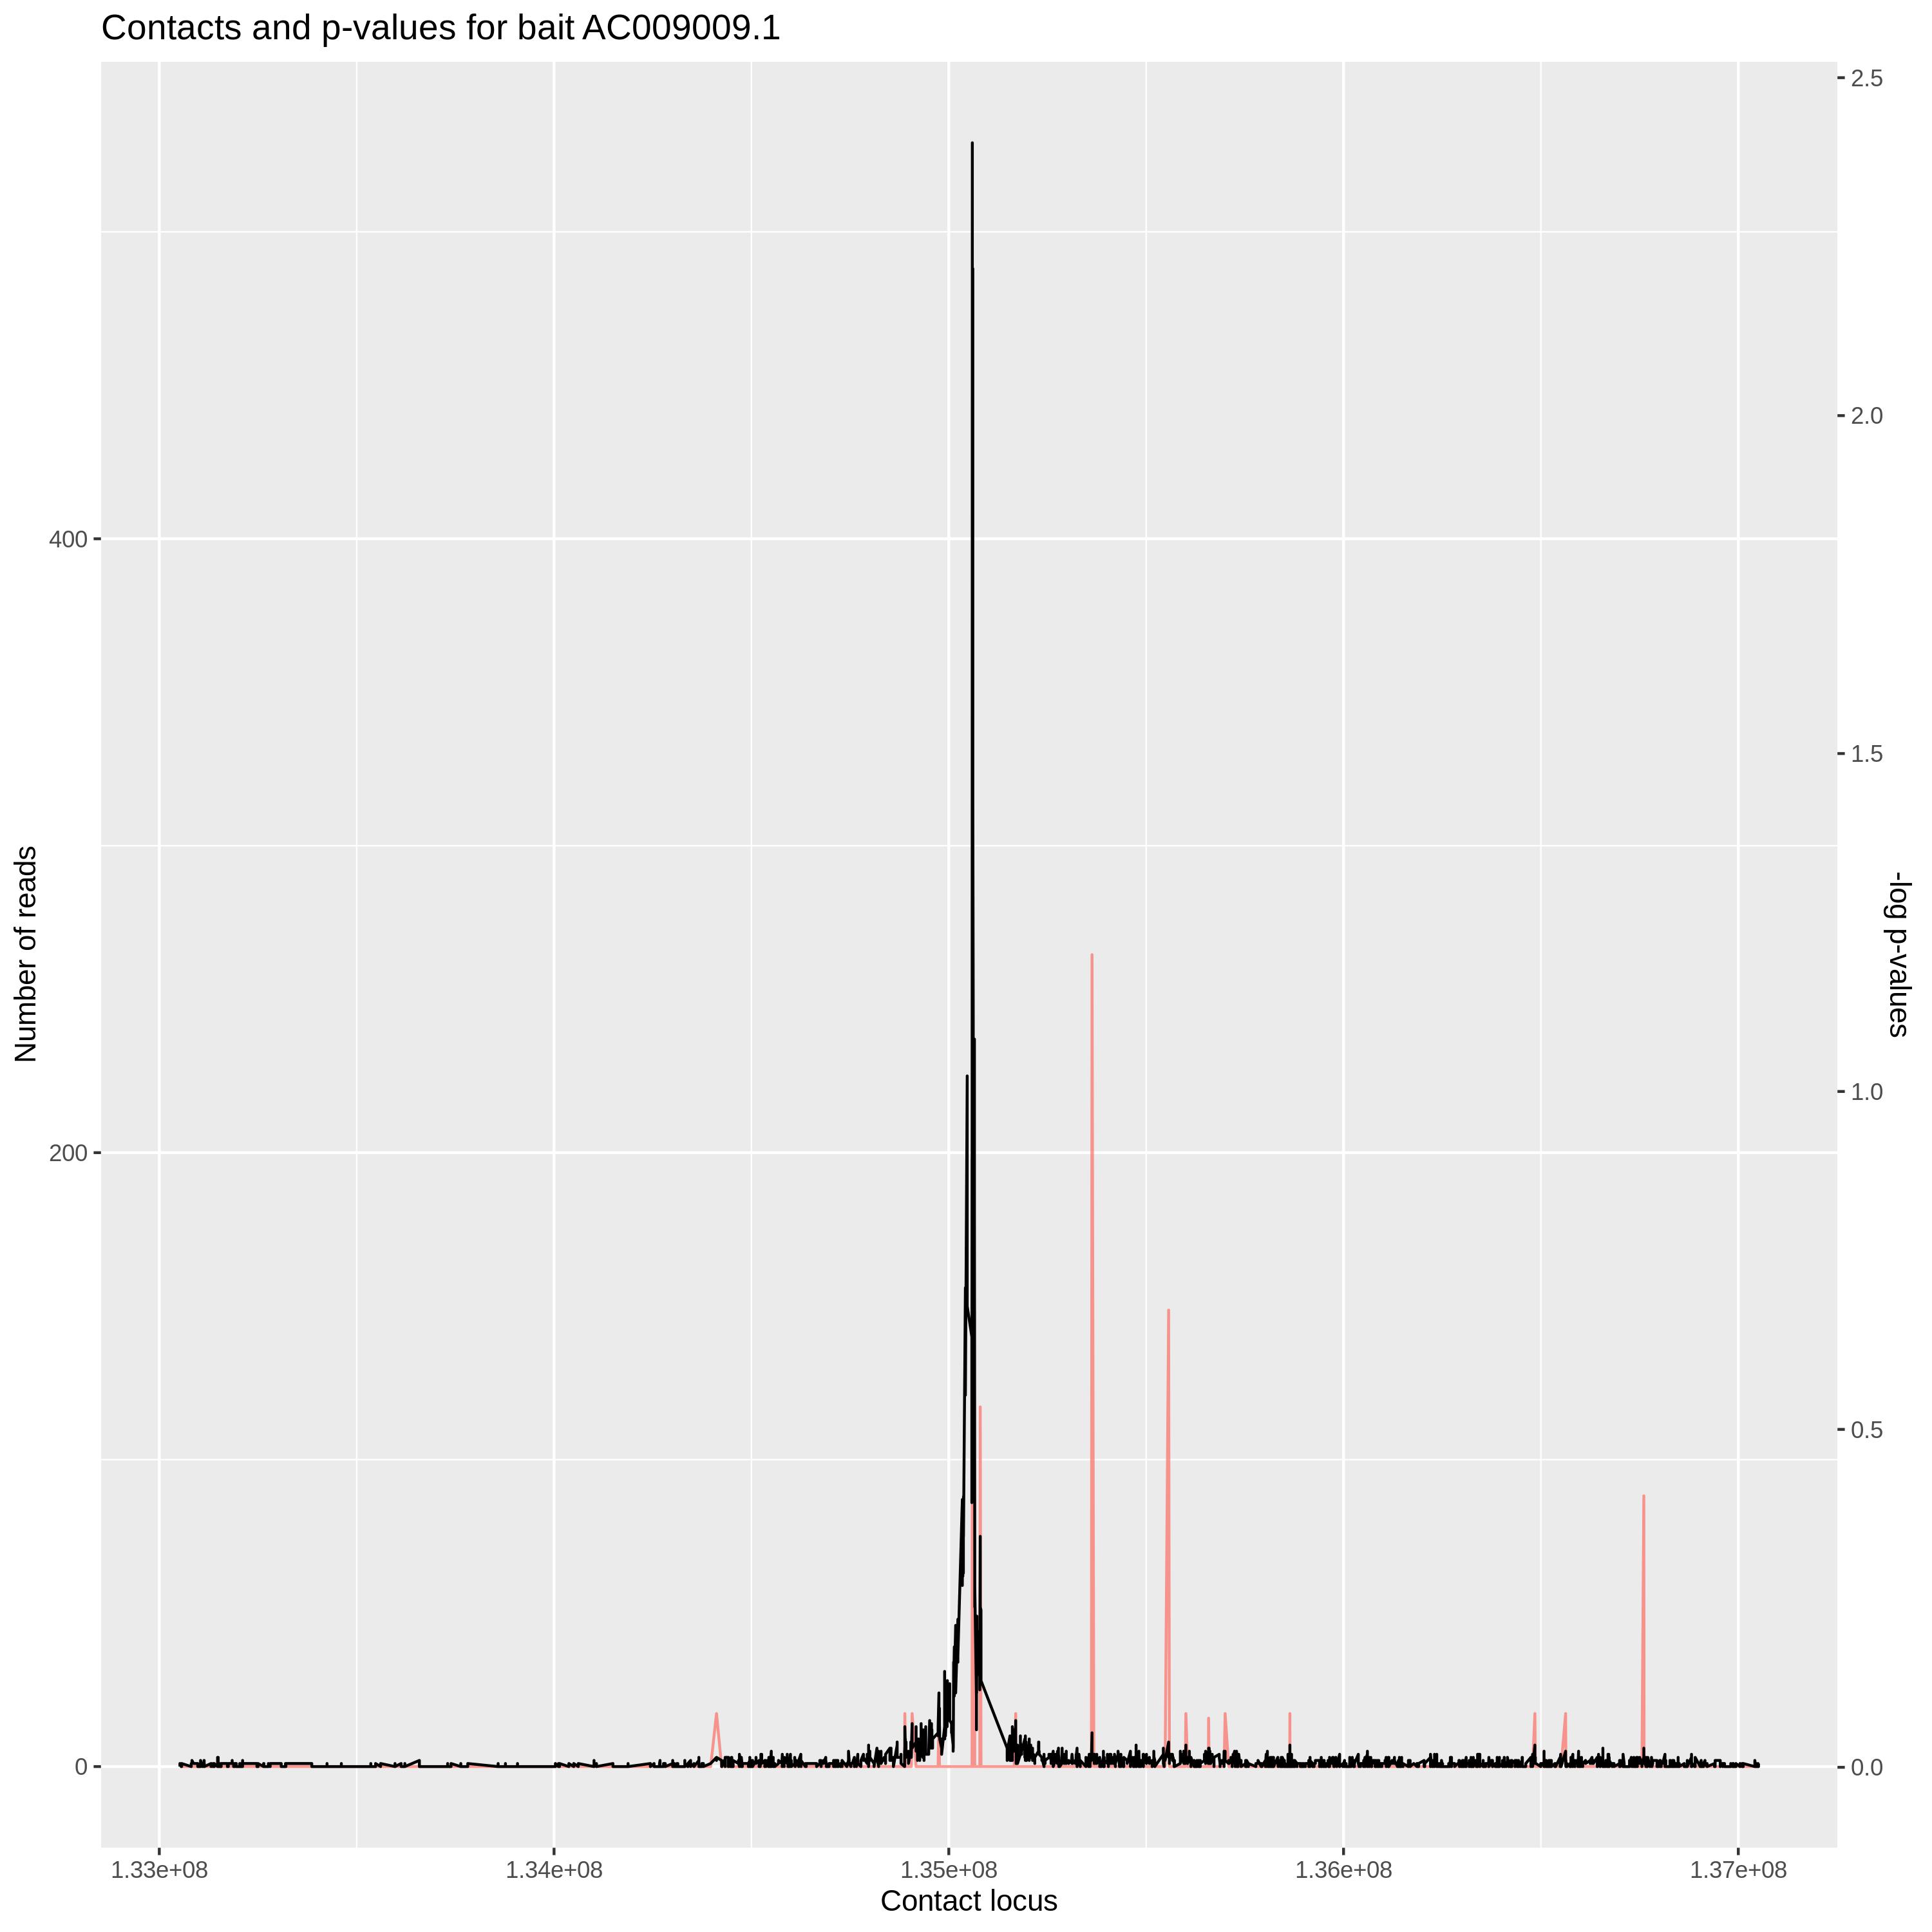 Contacts and p-values for bait AC009009.1
Number of reads
400
200
0
2.5
2.0
1.5
1.0
0.5
0.0
-log p-values
1.33e+08
1.34e+08
1.35e+08
1.36e+08
1.37e+08
Contact locus